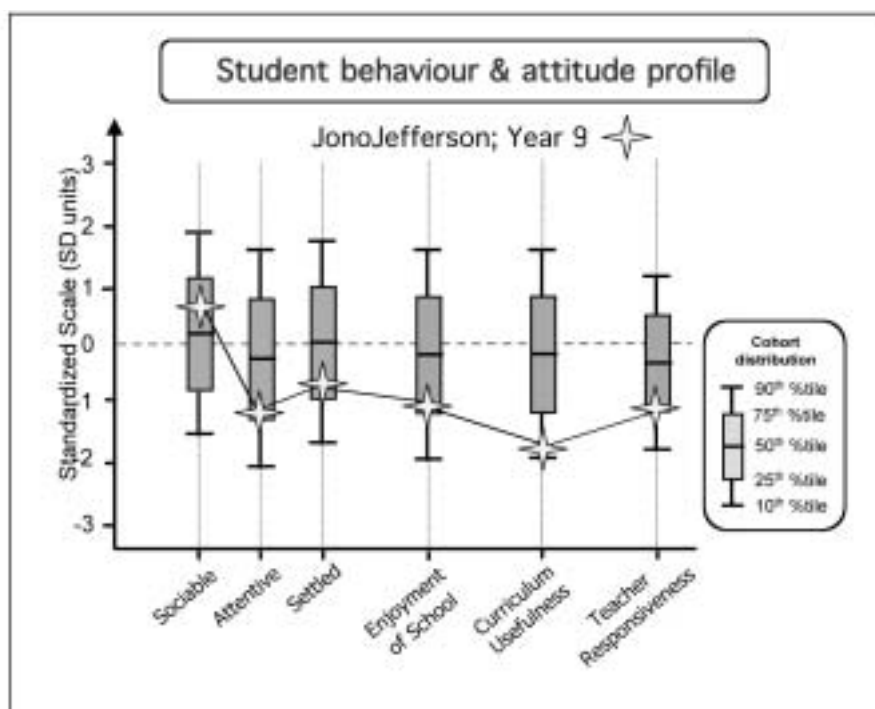 Student behaviour & attitude profile
JonoJefferson; Year 9
Standardized Scale (SD units)
3
2
1
0
1
-2
-3
Sociable
Attentive
Settled
Enjoyment
of School
Curriculum
Usefulness
Teacher
Responsiveness
Cohort
distribution
90th %tile
75th %tile
50th %tile
25th %tile
10th %tile